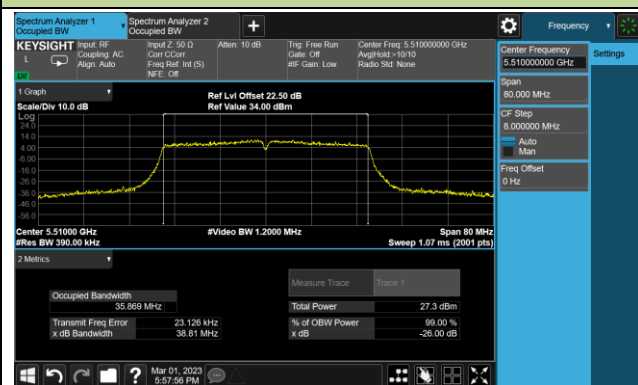 Spectrum Analyzer 1
Occupied BW
Spectrum Analyzer 2
Occupied BW
Frequency
KEYSIGHT
L
Input: RF
Coupling: AC
Align: Auto
Input Z: 50 Ω
Corr CCorr
Freq Ref: Int (S)
NFE: Off
Atten: 10 dB
Trig: Free Run
Gate: Off
#IF Gain: Low
Center Freq: 5.510000000 GHz
Avg|Hold:>10/10
Radio Std: None
Center Frequency
5.510000000 GHz
Settings
Span
80.000 MHz
CF Step
8.000000 MHz
Auto
Man
Freq Offset
0 Hz
1 Graph
Scale/Div 10.0 dB
Ref Lvl Offset 22.50 dB
Ref Value 34.00 dBm
Log
24.0
14.0
4.00
-6.00
-16.0
-26.0
-36.0
-46.0
-56.0
Center 5.51000 GHz
#Res BW 390.00 kHz
#Video BW 1.2000 MHz
Span 80 MHz
Sweep 1.07 ms (2001 pts)
2 Metrics
Measure Trace
Trace 1
Occupied Bandwidth
35.869 MHz
Total Power
27.3 dBm
Transmit Freq Error
23.126 kHz
% of OBW Power
99.00 %
x dB Bandwidth
38.81 MHz
x dB
-26.00 dB
Mar 01, 2023
5:57:56 PM